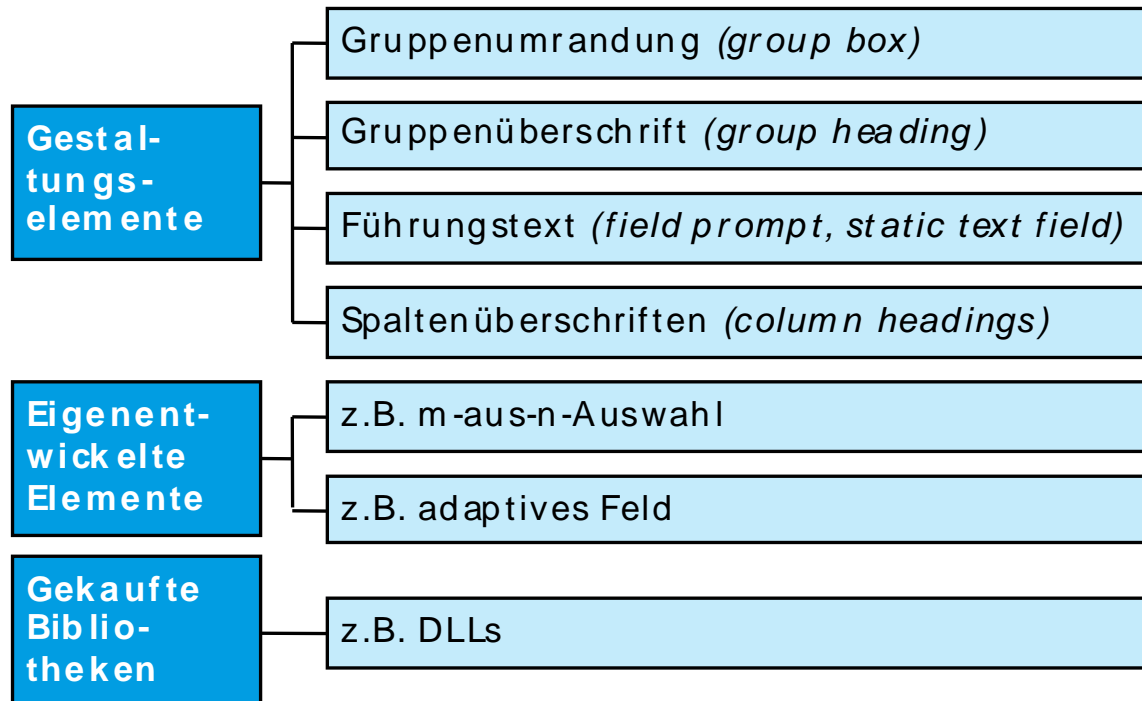 Gruppenumrandung (group box)
Gestal-
tungs-
elemente
Gruppenüberschrift (group heading)
Führungstext (field prompt, static text field)
Spaltenüberschriften (column headings)
Eigenent-
wickelte
Elemente
z.B. m-aus-n-Auswahl
z.B. adaptives Feld
Gekaufte
Biblio-
theken
z.B. DLLs